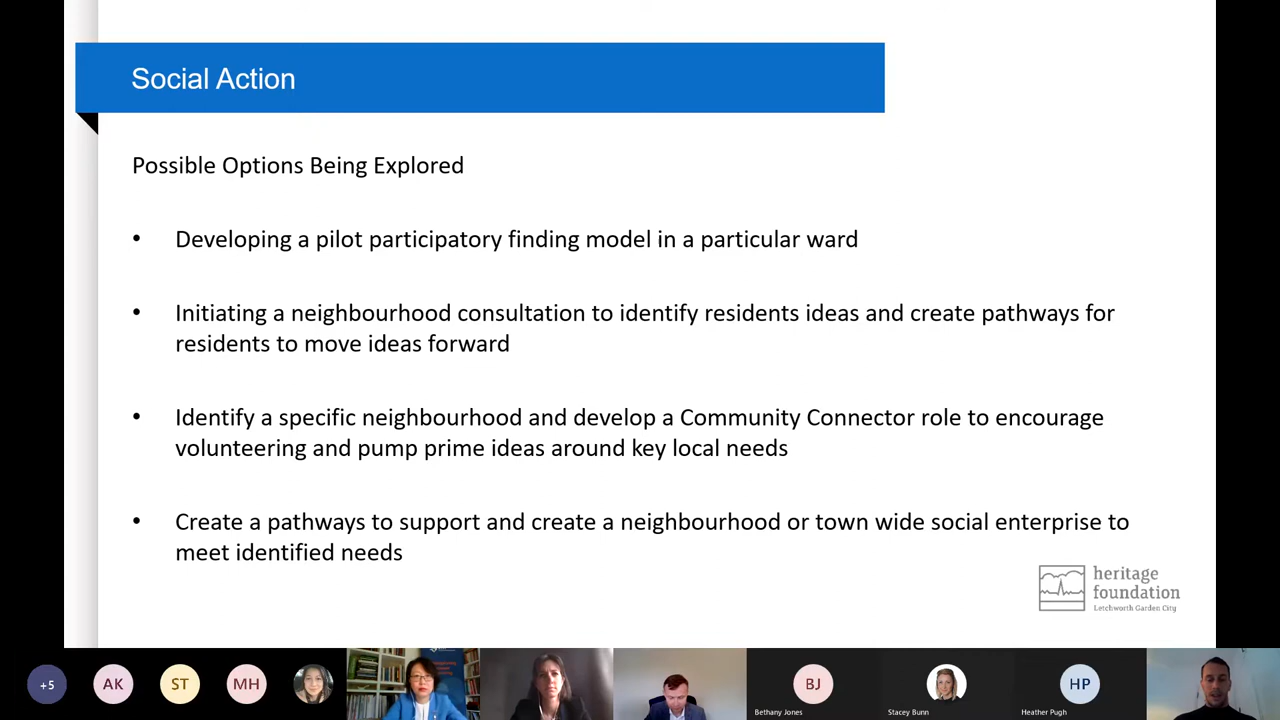 Social Action
Possible Options Being Explored
• Developing a pilot participatory finding model in a particular ward
• Initiating a neighbourhood consultation to identify residents ideas and create pathways for
residents to move ideas forward
• Identify a specific neighbourhood and develop a Community Connector role to encourage
volunteering and pump prime ideas around key local needs
• Create a pathways to support and create a neighbourhood or town wide social enterprise to
meet identified needs
heritage
foundation
Letchworth Garden City
+5
AK
ST
MH
BJ
HP
Bethany Jones
Stacey Bunn
Heather Pugh